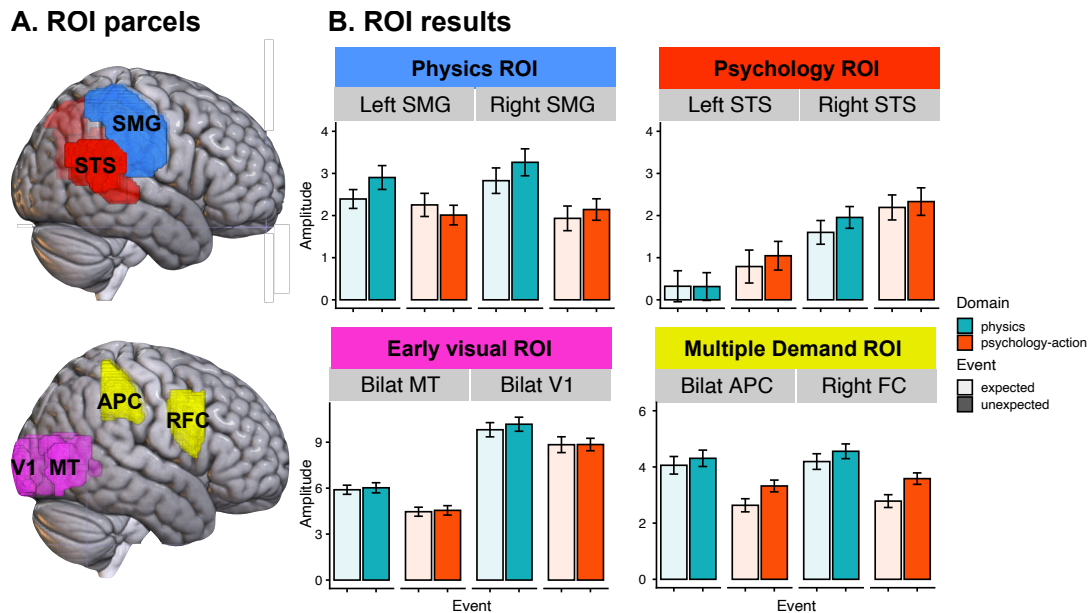 A. ROI parcels
SMG
STS
APC
RFC
V1
MT
B. ROI results
Physics ROI
Left SMG
Right SMG
Amplitude
4
3
2
1
0
Psychology ROI
Left STS
Right STS
4
3
2
1
0
Early visual ROI
Bilat MT
Bilat V1
Amplitude
9
6
3
0
Multiple Demand ROI
Bilat APC
Right FC
6
4
2
0
Event
Event
Domain
physics
psychology-action
Event
expected
unexpected